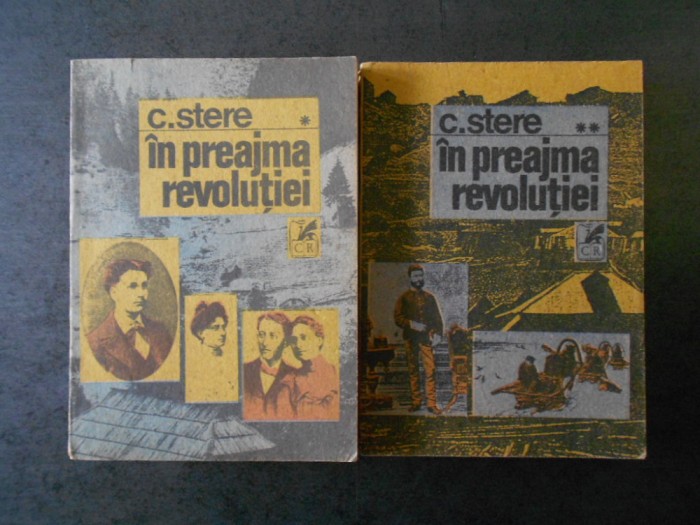 c.stere *
în preajma
revoluției
CR
c.stere **
în preajma
revoluției
CR